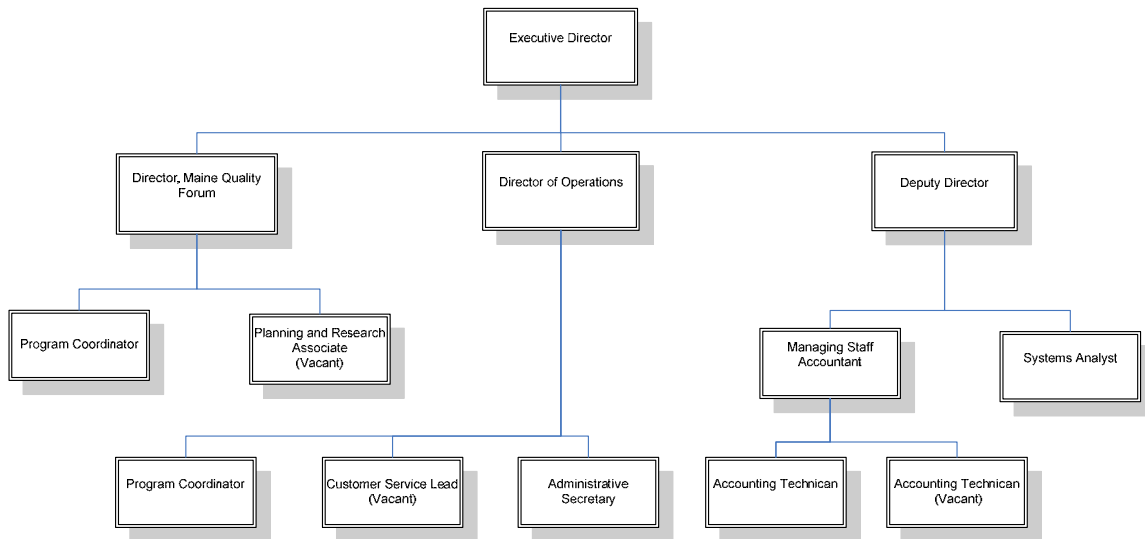 Executive Director
Director, Maine Quality
Forum
Director of Operations
Deputy Director
Program Coordinator
Planning and Research
Associate
(Vacant)
Managing Staff
Accountant
Systems Analyst
Program Coordinator
Customer Service Lead
(Vacant)
Administrative
Secretary
Accounting Technican
Accounting Technican
(Vacant)